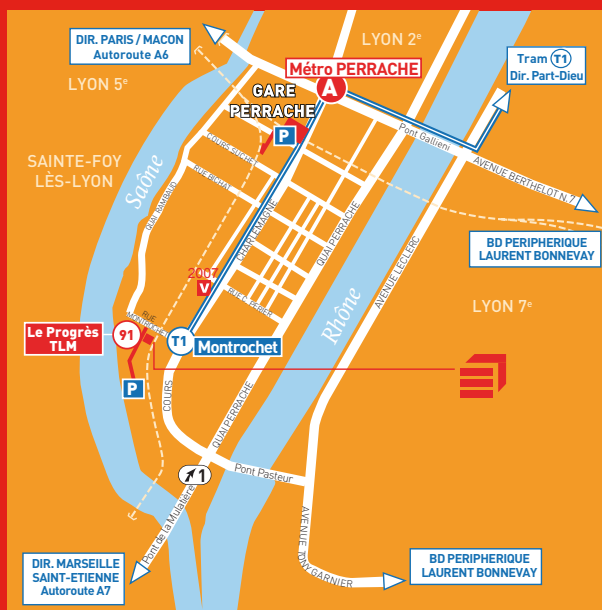 DIR. PARIS / MACON
Autoroute A6
LYON 2e
Tram T1
Dir. Part-Dieu
Métro PERRACHE
A
LYON 5e
GARE
PERRACHE
P
Pont Gallieni
COURS SUCHET
SAINTE-FOY
LÈS-LYON
Saône
RUE BICHAT
AVENUE BERTHELOT N.7
QUAI RAMBAUD
CHARLEMAGNE
QUAI PERRACHE
AVENUE LECLERC
BD PERIPHERIQUE
LAURENT BONNEVAY
2007
V
RUE C. PERIER
Rhône
LYON 7e
RUE
MONTROCHET
Le Progrès
TLM
91
T1
Montrochet
P
COURS
QUAI PERRACHE
1
Pont Pasteur
Pont de la Mulatière
AVENUE TONY GARNIER
DIR. MARSEILLE
SAINT-ETIENNE
Autoroute A7
BD PERIPHERIQUE
LAURENT BONNEVAY